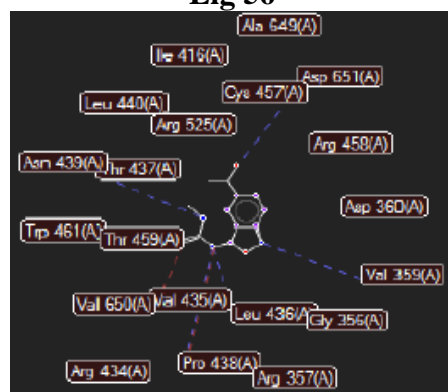 Lig 56
Ala 649(A)
Ile 416(A)
Asp 651(A)
Cys 457(A)
Leu 440(A)
Arg 525(A)
Arg 458(A)
Asn 439(A)
Thr 437(A)
Asp 360(A)
Trp 461(A)
Thr 459(A)
Val 359(A)
Val 650(A)
Val 435(A)
Leu 436(A)
Gly 356(A)
Pro 438(A)
Arg 434(A)
Arg 357(A)